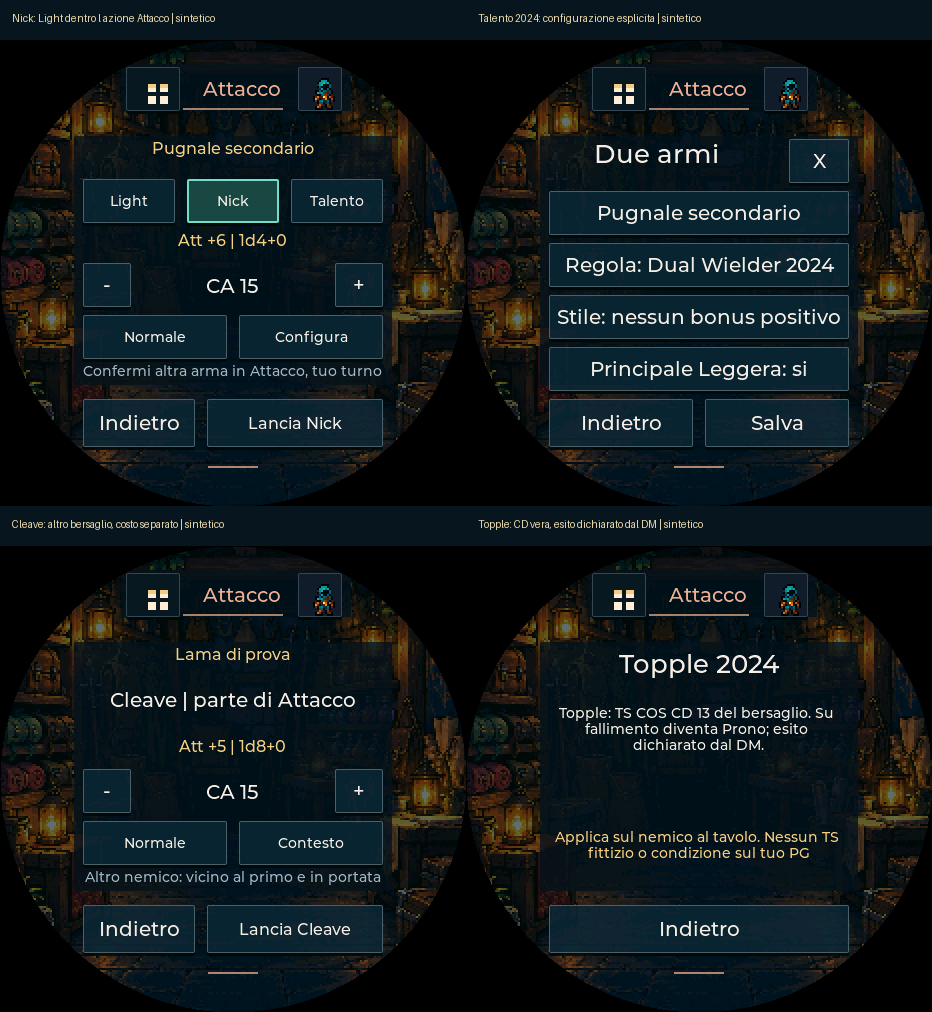 Nick: Light dentro l azione Attacco | sintetico
Attacco
Pugnale secondario
Light
Nick
Talento
Att +6 | 1d4+0
-
CA 15
+
Normale
Configura
Confermi altra arma in Attacco, tuo turno
Indietro
Lancia Nick
Talento 2024: configurazione esplicita | sintetico
Attacco
Due armi
X
Pugnale secondario
Regola: Dual Wielder 2024
Stile: nessun bonus positivo
Principale Leggera: si
Indietro
Salva
Cleave: altro bersaglio, costo separato | sintetico
Attacco
Lama di prova
Cleave | parte di Attacco
Att +5 | 1d8+0
-
CA 15
+
Normale
Contesto
Altro nemico: vicino al primo e in portata
Indietro
Lancia Cleave
Topple: CD vera, esito dichiarato dal DM | sintetico
Attacco
Topple 2024
Topple: TS COS CD 13 del bersaglio. Su
fallimento diventa Prono; esito
dichiarato dal DM.
Applica sul nemico al tavolo. Nessun TS
fittizio o condizione sul tuo PG
Indietro